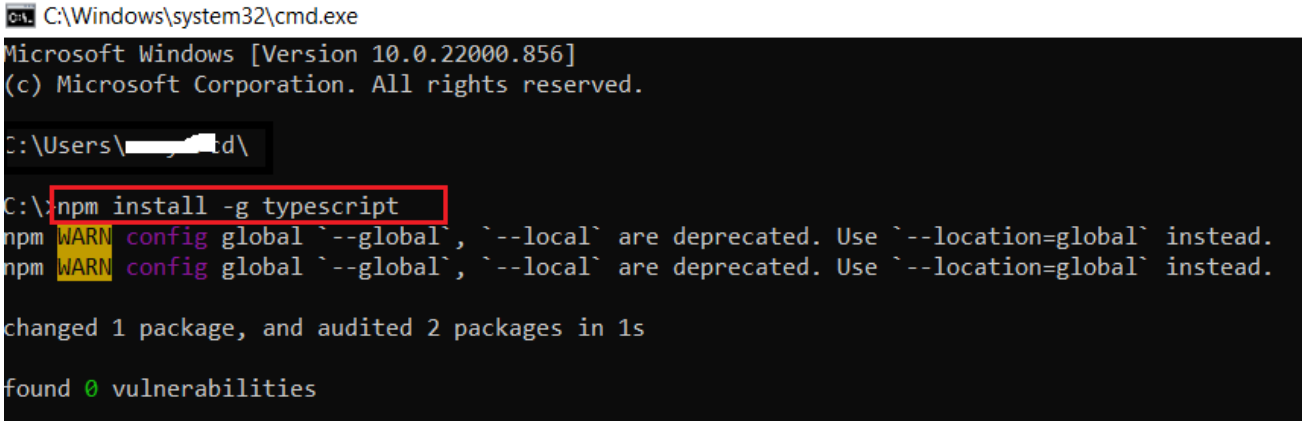 C:\Windows\system32\cmd.exe
Microsoft Windows [Version 10.0.22000.856]
(c) Microsoft Corporation. All rights reserved.
C:\Users\ cd\
C:\>npm install -g typescript
npm WARN config global `--global`, `--local` are deprecated. Use `--location=global` instead.
npm WARN config global `--global`, `--local` are deprecated. Use `--location=global` instead.
changed 1 package, and audited 2 packages in 1s
found 0 vulnerabilities